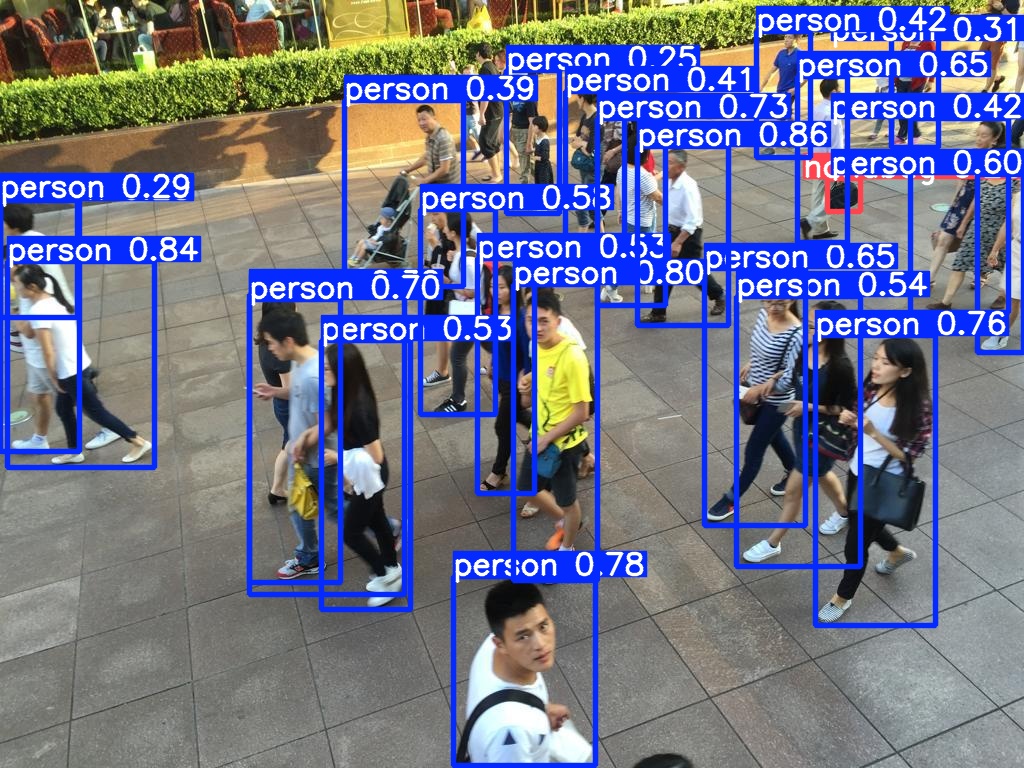 person 0.42
0.31
person 0.25
person 0.65
person 0.41
person 0.39
person 0.73
person 0.42
person 0.86
person 0.60
person 0.29
person 0.58
person 0.84
person 0.53
person 0.65
person 0.80
person 0.70
person 0.54
person 0.53
person 0.76
person 0.78